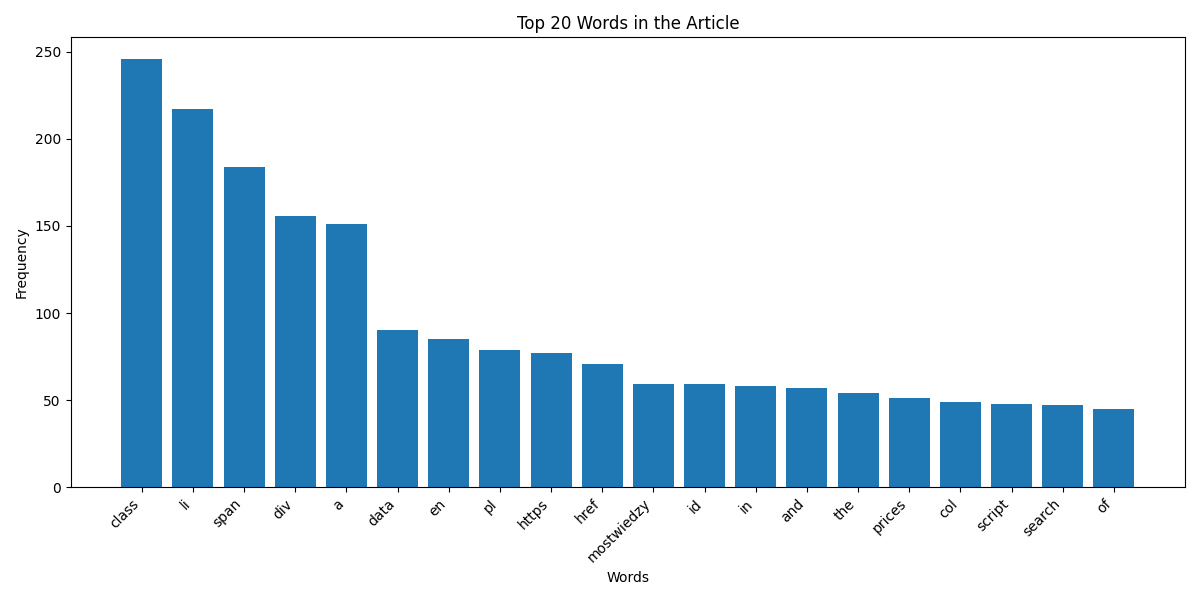 Top 20 Words in the Article
Frequency
250
200
150
100
50
0
class
li
span
div
a
data
en
pl
https
href
mostwiedzy
id
in
and
the
prices
col
script
search
of
Words